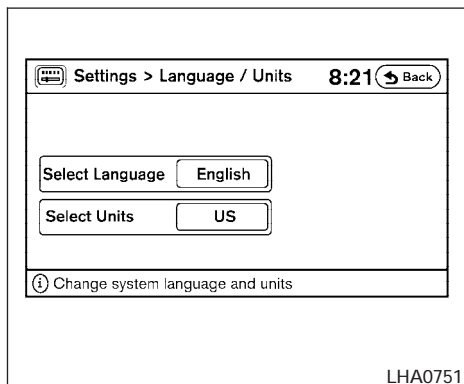 Settings > Language / Units 8:21 Back
Select Language English
Select Units US
i Change system language and units
LHA0751